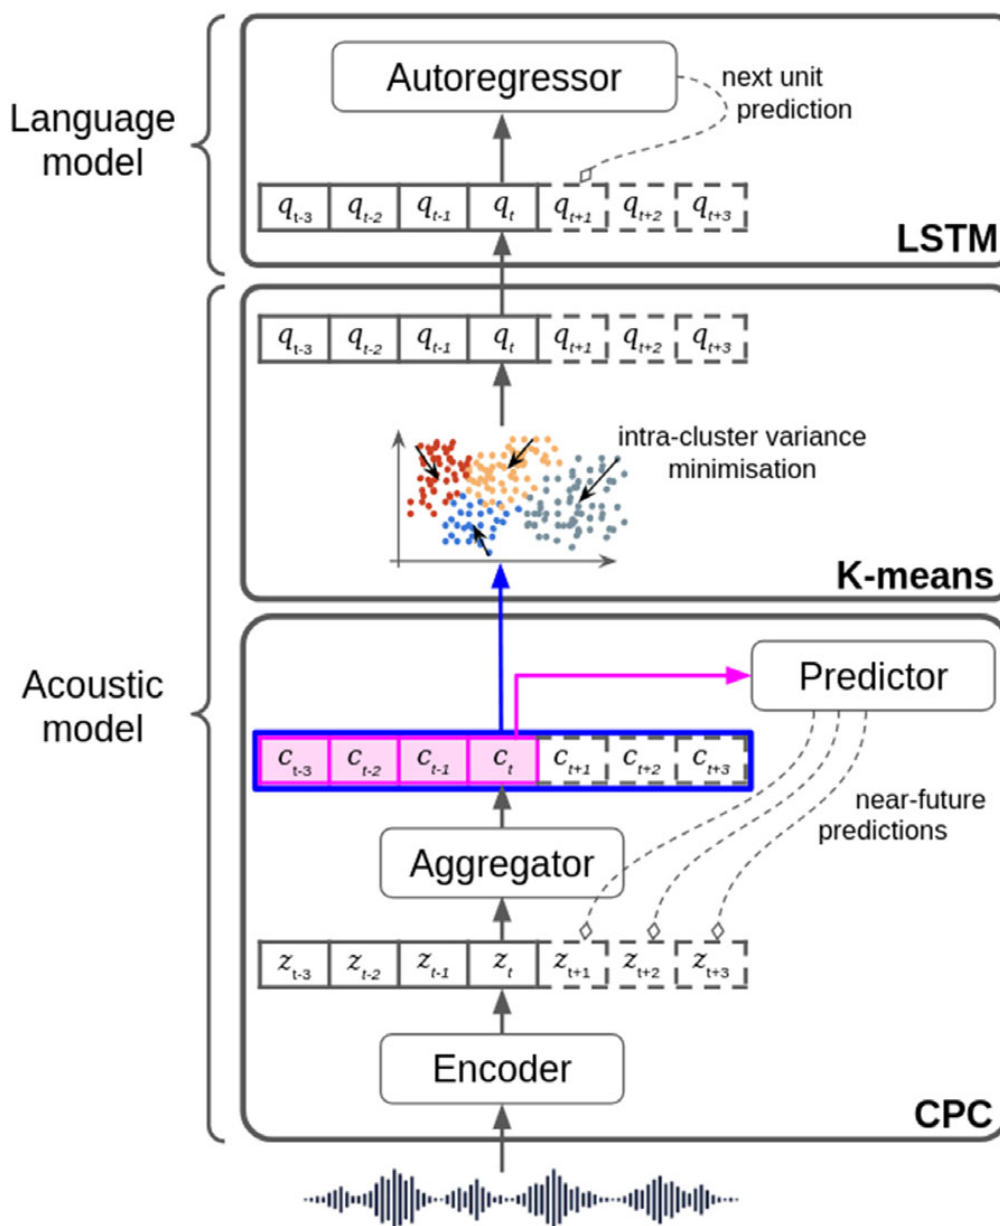 Language
model
Autoregressor
next unit
prediction
q t-3 q t-2 q t-1 q t q t+1 q t+2 q t+3
LSTM
Acoustic
model
q t-3 q t-2 q t-1 q t q t+1 q t+2 q t+3
intra-cluster variance
minimisation
K-means
Predictor
c t-3 c t-2 c t-1 c t c t+1 c t+2 c t+3
near-future
predictions
Aggregator
z t-3 z t-2 z t-1 z t z t+1 z t+2 z t+3
Encoder
CPC